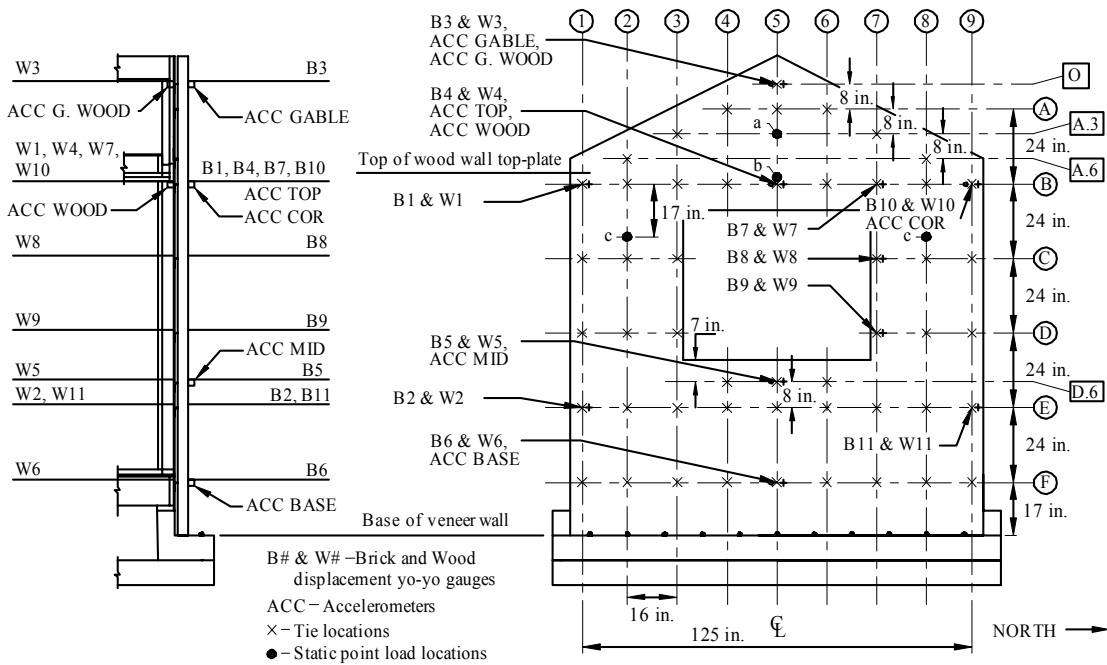 W3
B3
ACC G. WOOD
ACC GABLE
W1, W4, W7,
W10
B1, B4, B7, B10
ACC TOP
ACC WOOD
ACC COR
W8
B8
W9
B9
ACC MID
W5
B5
W2, W11
B2, B11
W6
B6
ACC BASE
B3 & W3,
ACC GABLE,
ACC G. WOOD
B4 & W4,
ACC TOP,
ACC WOOD
Top of wood wall top-plate
B1 & W1
17 in.
B7 & W7
B10 & W10
ACC COR
B8 & W8
B9 & W9
7 in.
B5 & W5,
ACC MID
8 in.
B2 & W2
B6 & W6,
ACC BASE
B11 & W11
Base of veneer wall
1 2 3 4 5 6 7 8 9
a
b
c
c
8 in.
8 in.
8 in.
O
A
A.3
24 in.
A.6
B
24 in.
C
24 in.
D
24 in.
D.6
E
24 in.
F
17 in.
B# & W# – Brick and Wood
displacement yo-yo gauges
ACC – Accelerometers
× – Tie locations
● – Static point load locations
16 in.
℄
125 in.
NORTH